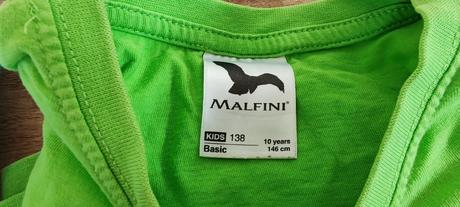 MALFINI®
KIDS 138 10 years
Basic 146 cm